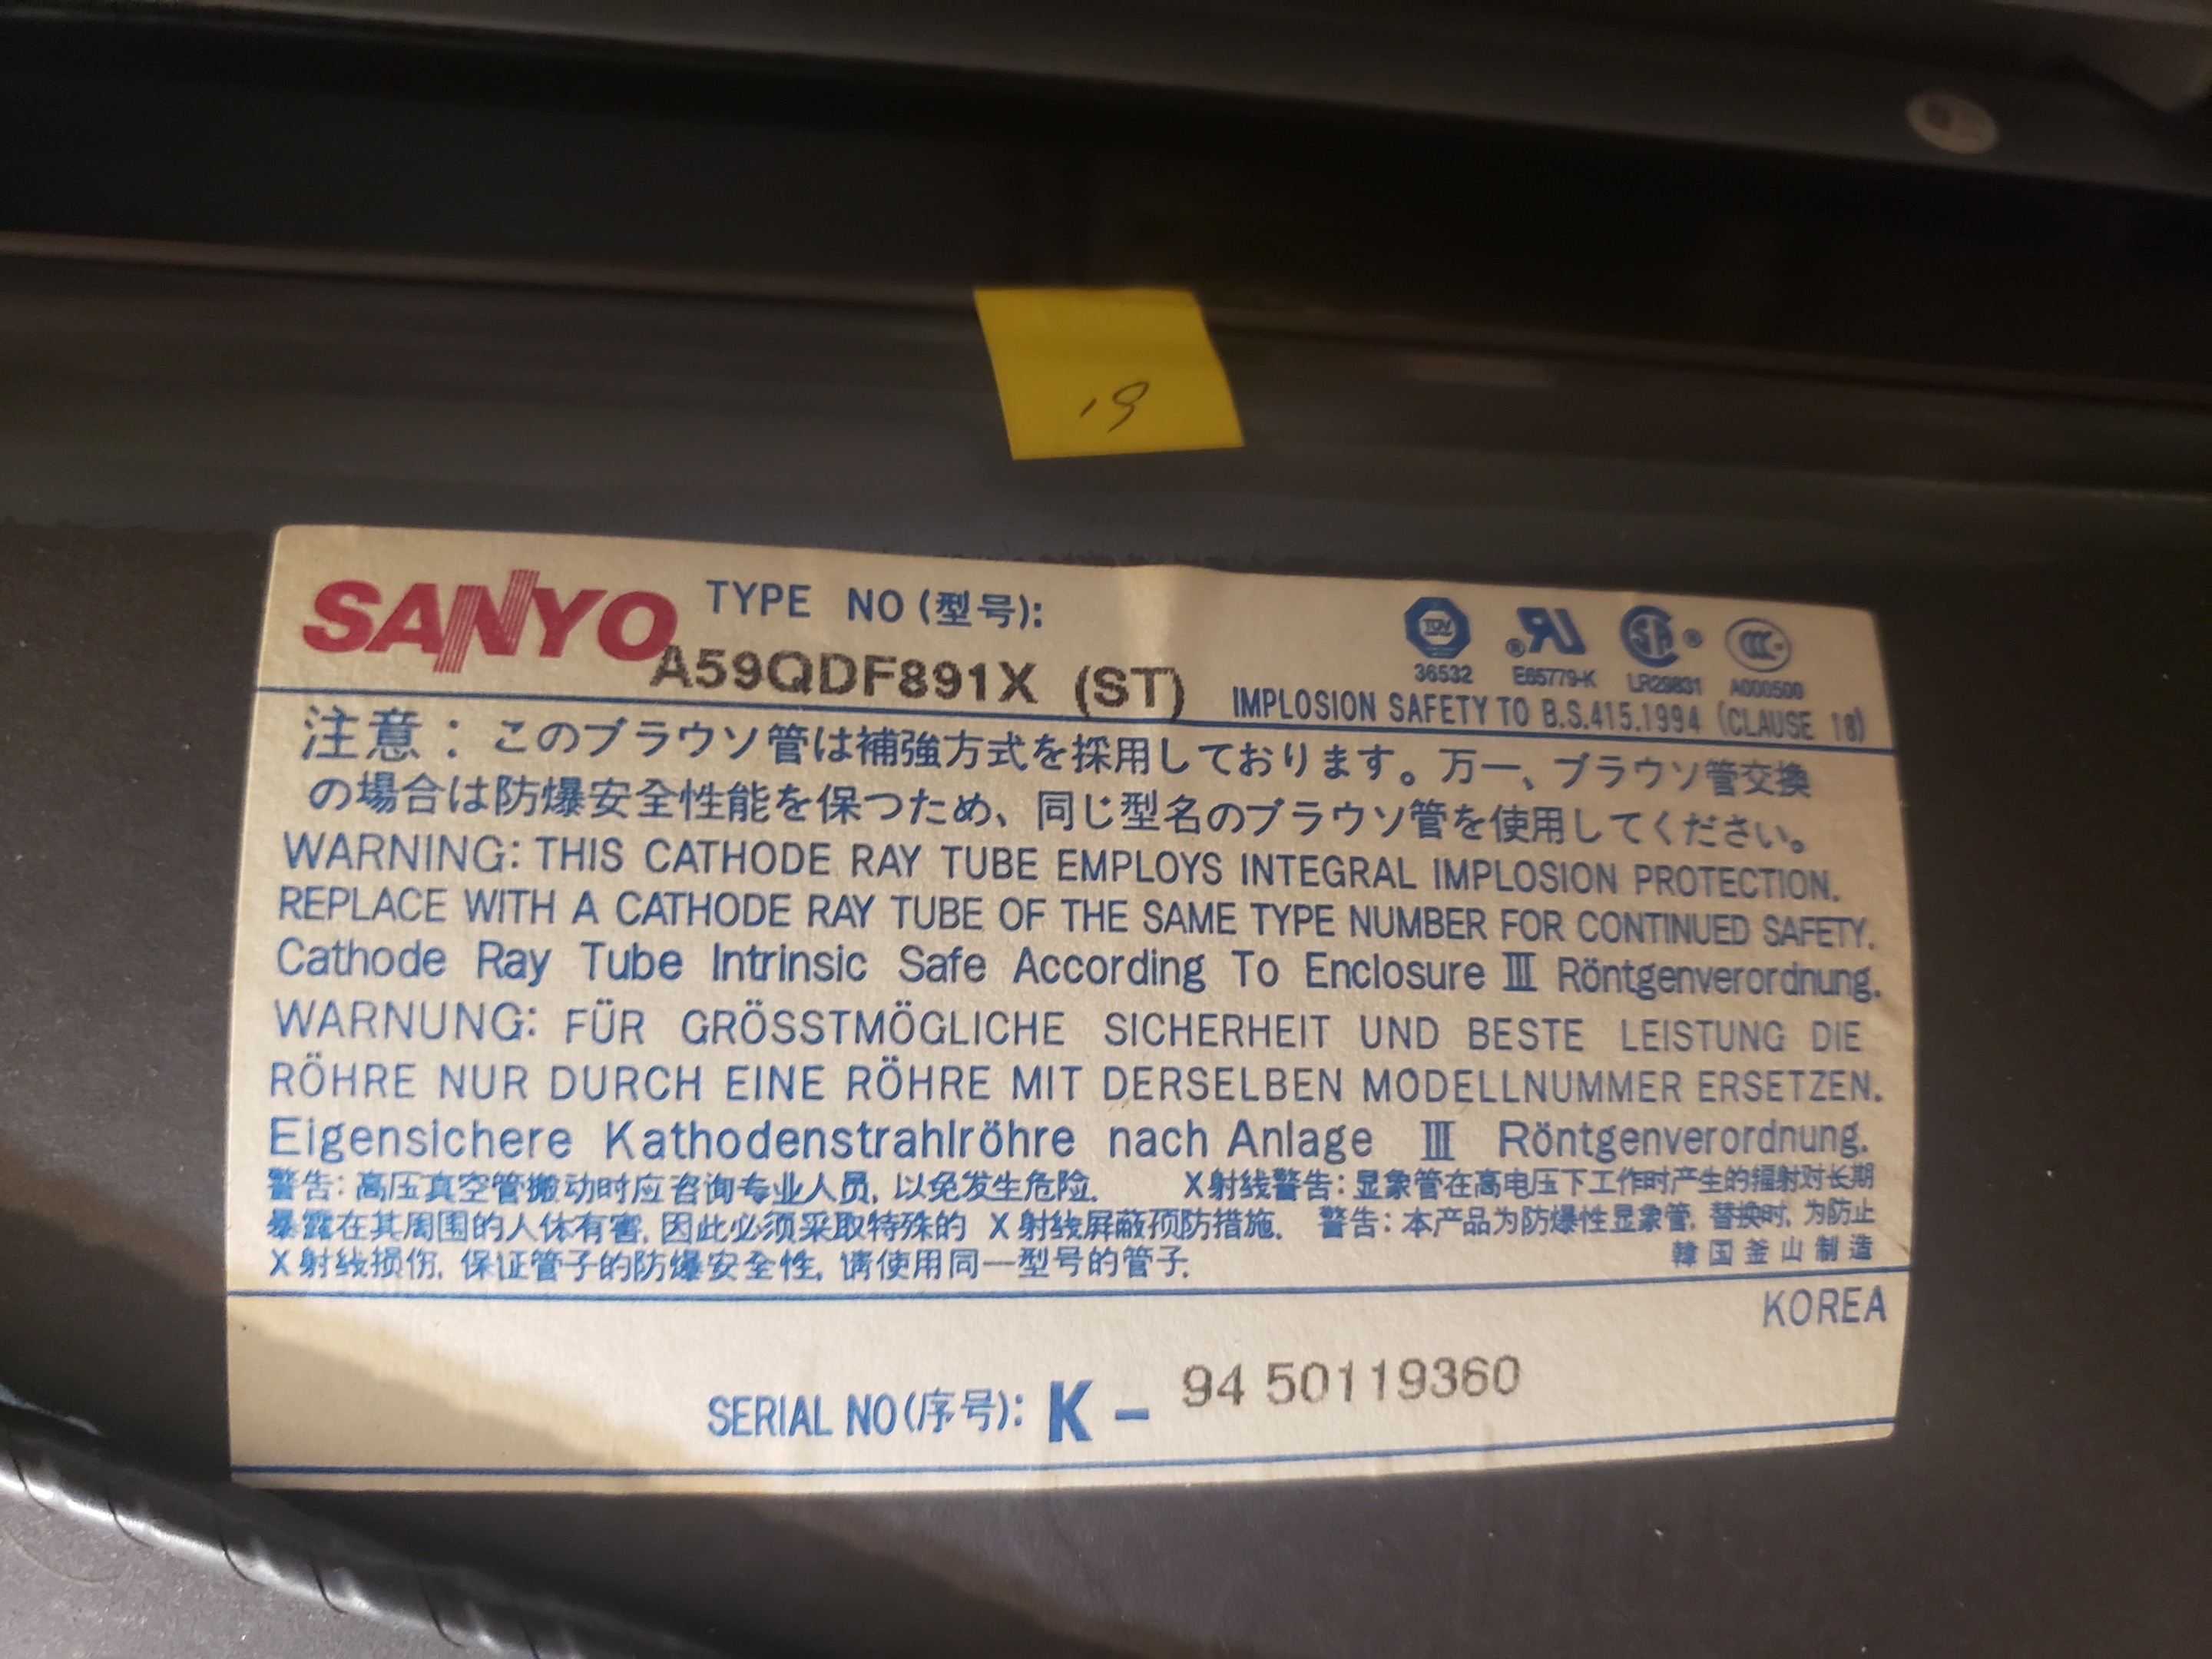 19
SANYO TYPE NO (型号):
A59QDF891X (ST)
TÜV
36532
E65779-K
LR29831
A000500
IMPLOSION SAFETY TO B.S.415.1994 (CLAUSE 18)
注意：このブラウソ管は補強方式を採用しております。万一、ブラウソ管交換
の場合は防爆安全性能を保つため、同じ型名のブラウソ管を使用してください。
WARNING: THIS CATHODE RAY TUBE EMPLOYS INTEGRAL IMPLOSION PROTECTION.
REPLACE WITH A CATHODE RAY TUBE OF THE SAME TYPE NUMBER FOR CONTINUED SAFETY.
Cathode Ray Tube Intrinsic Safe According To Enclosure III Röntgenverordnung.
WARNUNG: FÜR GRÖSSTMÖGLICHE SICHERHEIT UND BESTE LEISTUNG DIE
RÖHRE NUR DURCH EINE RÖHRE MIT DERSELBEN MODELLNUMMER ERSETZEN.
Eigensichere Kathodenstrahlröhre nach Anlage III Röntgenverordnung.
警告: 高压真空管搬动时应咨询专业人员, 以免发生危险. X射线警告: 显象管在高电压下工作时产生的辐射对长期
暴露在其周围的人体有害, 因此必须采取特殊的 X射线屏蔽预防措施. 警告: 本产品为防爆性显象管, 替换时, 为防止
X射线损伤, 保证管子的防爆安全性, 请使用同一型号的管子.
韓国釜山制造
KOREA
SERIAL NO(序号): K - 94 50119360